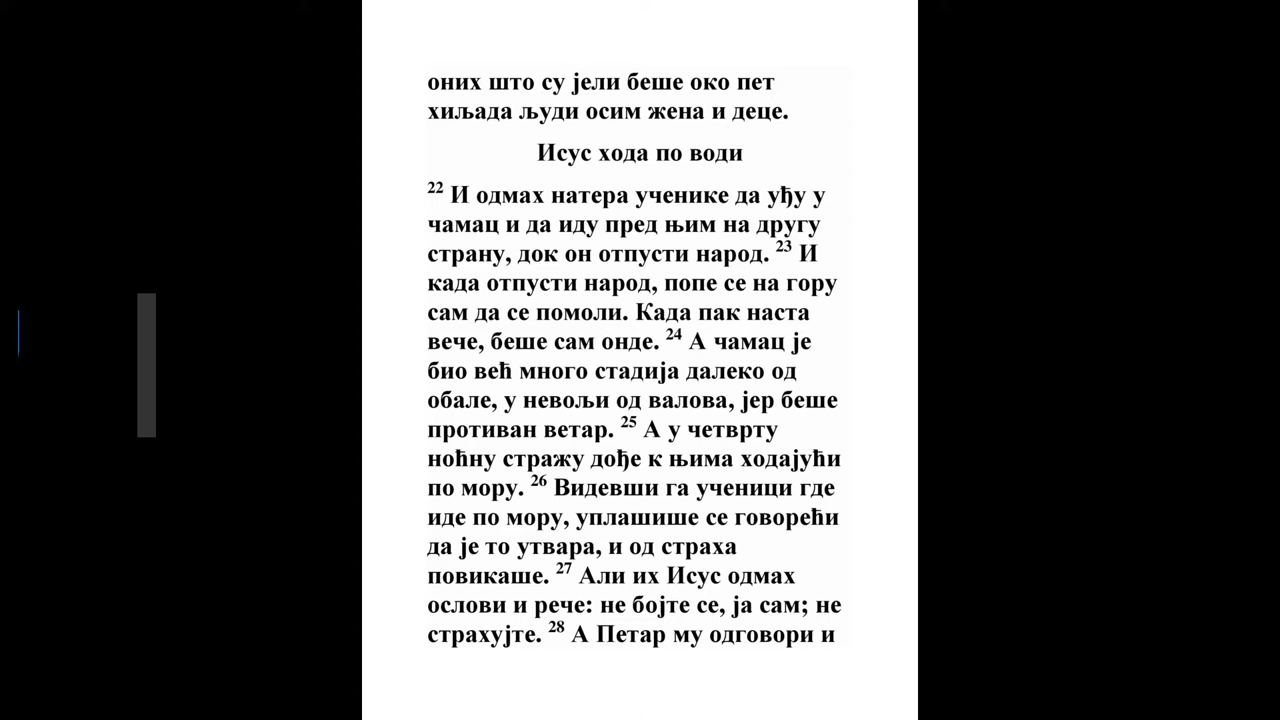 оних што су јели беше око пет
хиљада људи осим жена и деце.
Исус хода по води
22 И одмах натера ученике да уђу у
чамац и да иду пред њим на другу
страну, док он отпусти народ. 23 И
када отпусти народ, попе се на гору
сам да се помоли. Када пак наста
вече, беше сам онде. 24 А чамац је
био већ много стадија далеко од
обале, у невољи од валова, јер беше
противан ветар. 25 А у четврту
ноћну стражу дође к њима ходајући
по мору. 26 Видевши га ученици где
иде по мору, уплашише се говорећи
да је то утвара, и од страха
повикаше. 27 Али их Исус одмах
ослови и рече: не бојте се, ја сам; не
страхујте. 28 А Петар му одговори и